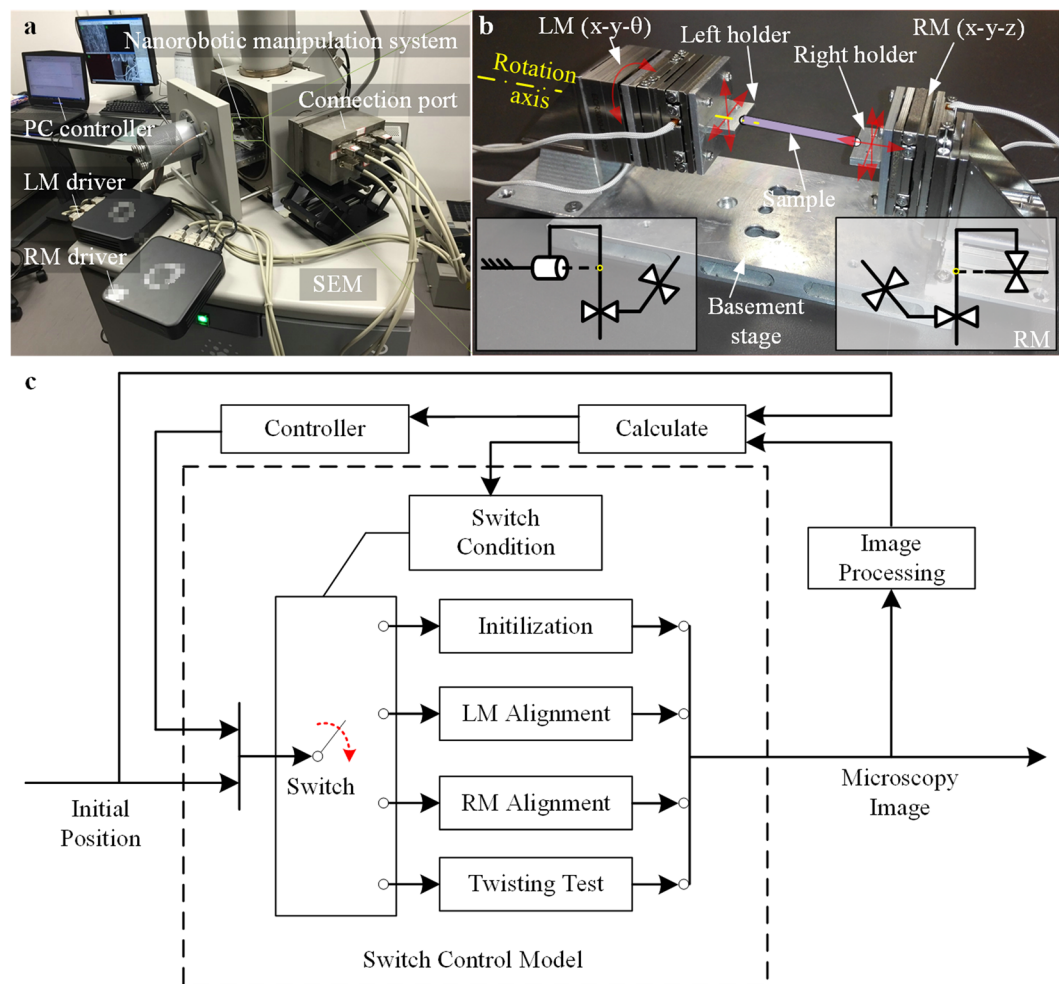 a
Nanorobotic manipulation system
Connection port
PC controller
LM driver
RM driver
SEM
b
LM (x-y-θ)
Left holder
RM (x-y-z)
Right holder
Rotation
axis
Sample
Basement
stage
RM
c
Controller
Calculate
Switch
Condition
Image
Processing
Initilization
LM Alignment
Switch
RM Alignment
Initial
Position
Microscopy
Image
Twisting Test
Switch Control Model